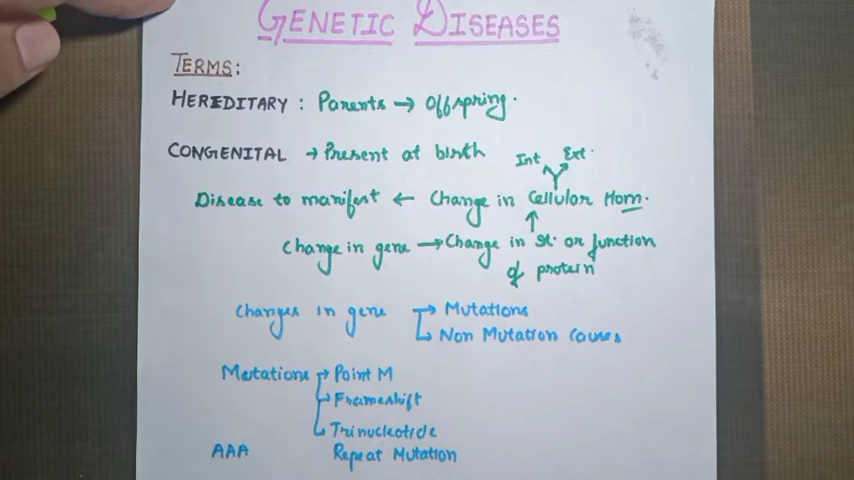 GENETIC DISEASES
TERMS:
HEREDITARY : Parents → Offspring.
CONGENITAL → Present at birth
Int Ext.
Disease to manifest ← Change in Cellular Hom.
Change in gene → Change in St. or function
of protein
Changes in gene → Mutations
→ Non Mutation Causes
Mutations → Point M
→ Frameshift
→ Trinucleotide
AAA Repeat Mutation